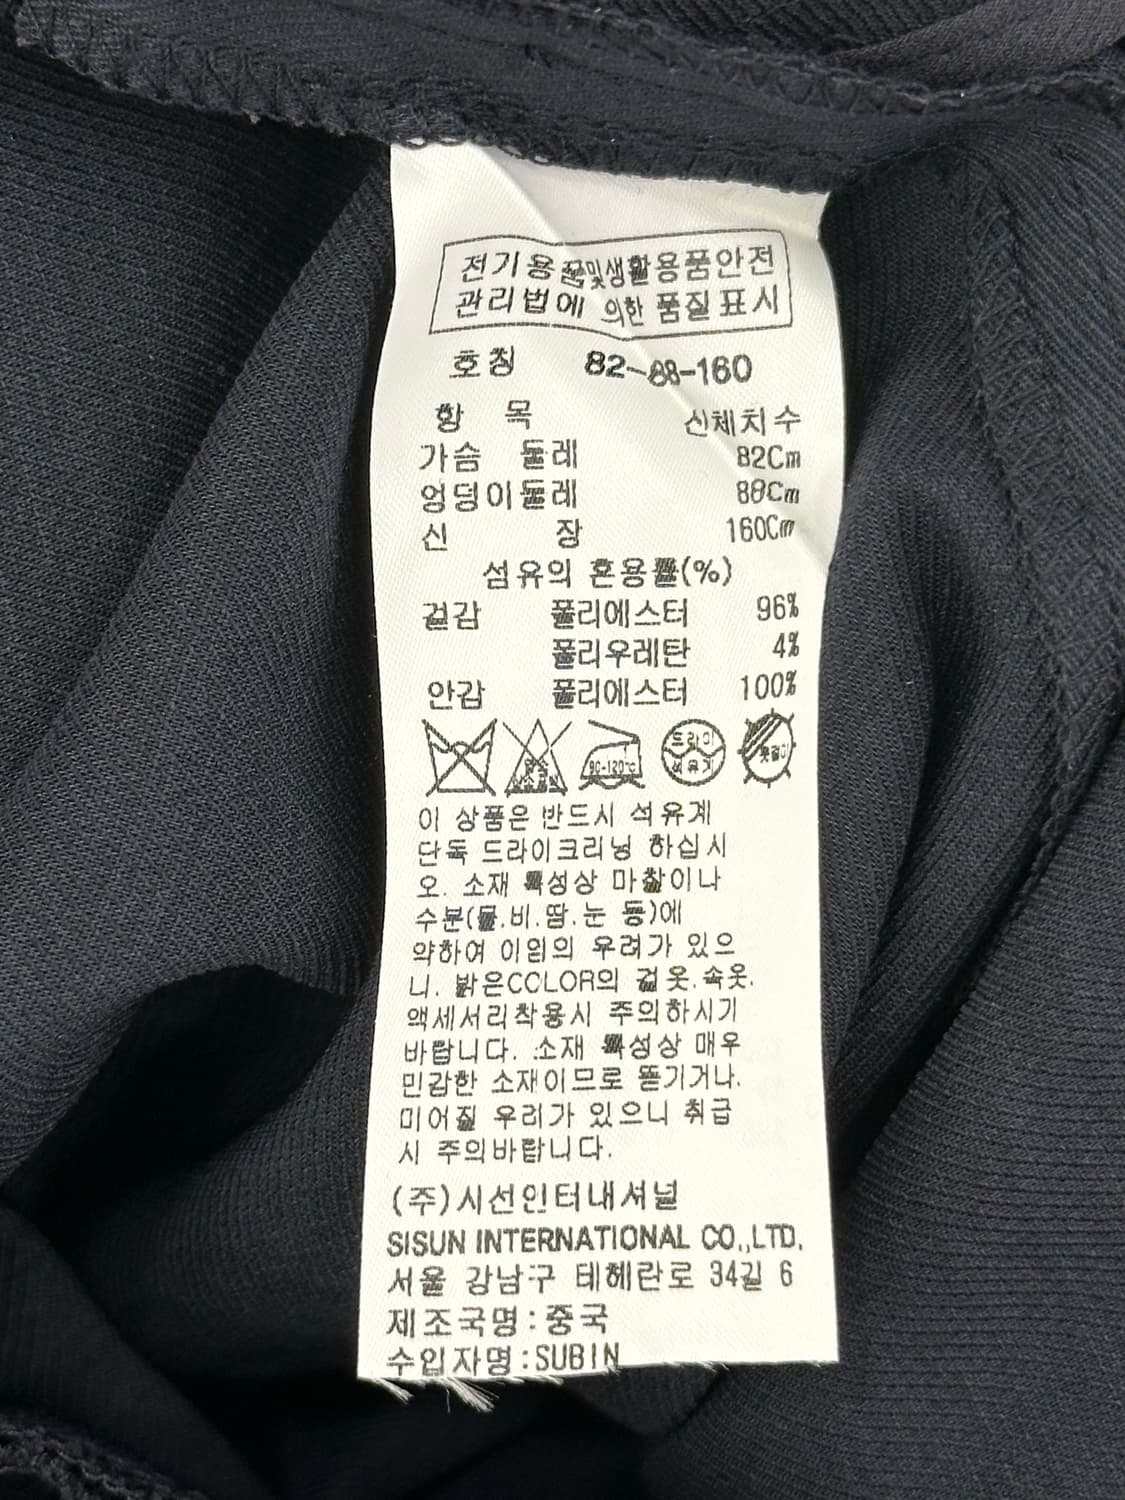 전기용품및생활용품안전
관리법에 의한 품질표시
호칭 82-88-160
항 목 신체치수
가슴 둘레 82Cm
엉덩이둘레 88Cm
신 장 160Cm
섬유의 혼용률(%)
겉감 폴리에스터 96%
폴리우레탄 4%
안감 폴리에스터 100%
90-120℃ 드라이 옷걸이
석유계
이 상품은 반드시 석유계
단독 드라이크리닝 하십시
오. 소재 특성상 마찰이나
수분(물.비.땀.눈 등)에
약하여 이염의 우려가 있으
니. 밝은COLOR의 겉옷.속옷.
액세서리착용시 주의하시기
바랍니다. 소재 특성상 매우
민감한 소재이므로 뜯기거나.
미어질 우려가 있으니 취급
시 주의바랍니다.
(주)시선인터내셔널
SISUN INTERNATIONAL CO.,LTD.
서울 강남구 테헤란로 34길 6
제조국명:중국
수입자명:SUBIN